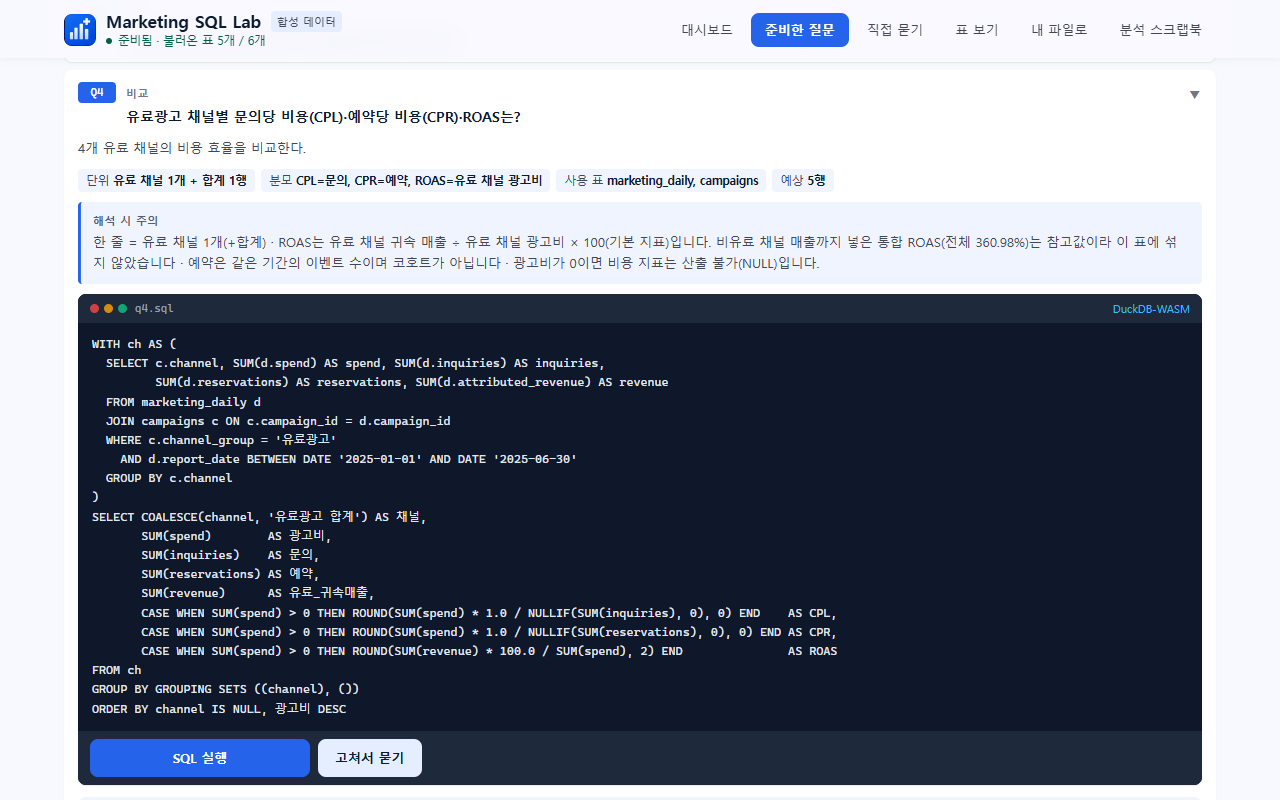 Marketing SQL Lab 합성 데이터
준비됨 · 불러온 표 5개 / 6개
대시보드 준비한 질문 직접 묻기 표 보기 내 파일로 분석 스크랩북
Q4 비교
유료광고 채널별 문의당 비용(CPL)·예약당 비용(CPR)·ROAS는?
4개 유료 채널의 비용 효율을 비교한다.
단위 유료 채널 1개 + 합계 1행 분모 CPL=문의, CPR=예약, ROAS=유료 채널 광고비 사용 표 marketing_daily, campaigns 예상 5행
해석 시 주의
한 줄 = 유료 채널 1개(+합계) · ROAS는 유료 채널 귀속 매출 ÷ 유료 채널 광고비 × 100(기본 지표)입니다. 비유료 채널 매출까지 넣은 통합 ROAS(전체 360.98%)는 참고값이라 이 표에 섞
지 않았습니다 · 예약은 같은 기간의 이벤트 수이며 코호트가 아닙니다 · 광고비가 0이면 비용 지표는 산출 불가(NULL)입니다.
q4.sql DuckDB-WASM
WITH ch AS (
SELECT c.channel, SUM(d.spend) AS spend, SUM(d.inquiries) AS inquiries,
SUM(d.reservations) AS reservations, SUM(d.attributed_revenue) AS revenue
FROM marketing_daily d
JOIN campaigns c ON c.campaign_id = d.campaign_id
WHERE c.channel_group = '유료광고'
AND d.report_date BETWEEN DATE '2025-01-01' AND DATE '2025-06-30'
GROUP BY c.channel
)
SELECT COALESCE(channel, '유료광고 합계') AS 채널,
SUM(spend) AS 광고비,
SUM(inquiries) AS 문의,
SUM(reservations) AS 예약,
SUM(revenue) AS 유료_귀속매출,
CASE WHEN SUM(spend) > 0 THEN ROUND(SUM(spend) * 1.0 / NULLIF(SUM(inquiries), 0), 0) END AS CPL,
CASE WHEN SUM(spend) > 0 THEN ROUND(SUM(spend) * 1.0 / NULLIF(SUM(reservations), 0), 0) END AS CPR,
CASE WHEN SUM(spend) > 0 THEN ROUND(SUM(revenue) * 100.0 / SUM(spend), 2) END AS ROAS
FROM ch
GROUP BY GROUPING SETS ((channel), ())
ORDER BY channel IS NULL, 광고비 DESC
SQL 실행 고쳐서 묻기